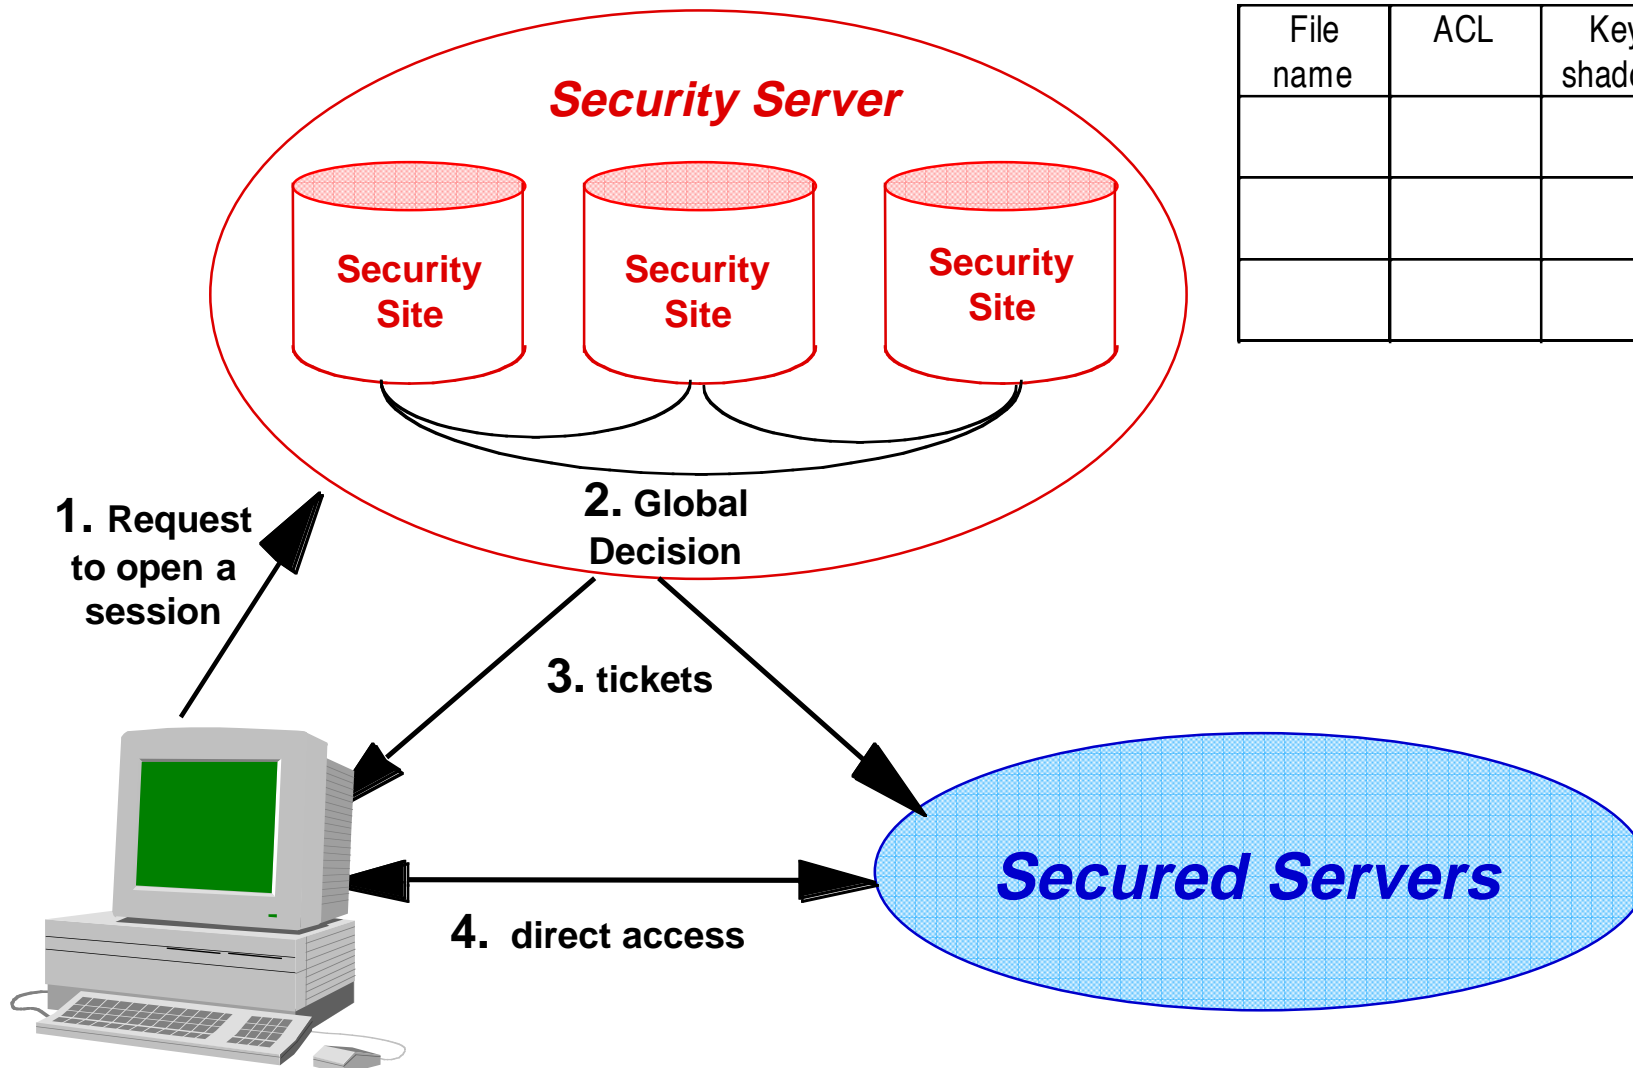 Security Server
Security
Site
Security
Site
Security
Site
File
name
ACL
1. Request
to open a
session
2. Global
Decision
3. tickets
4. direct access
Secured Servers